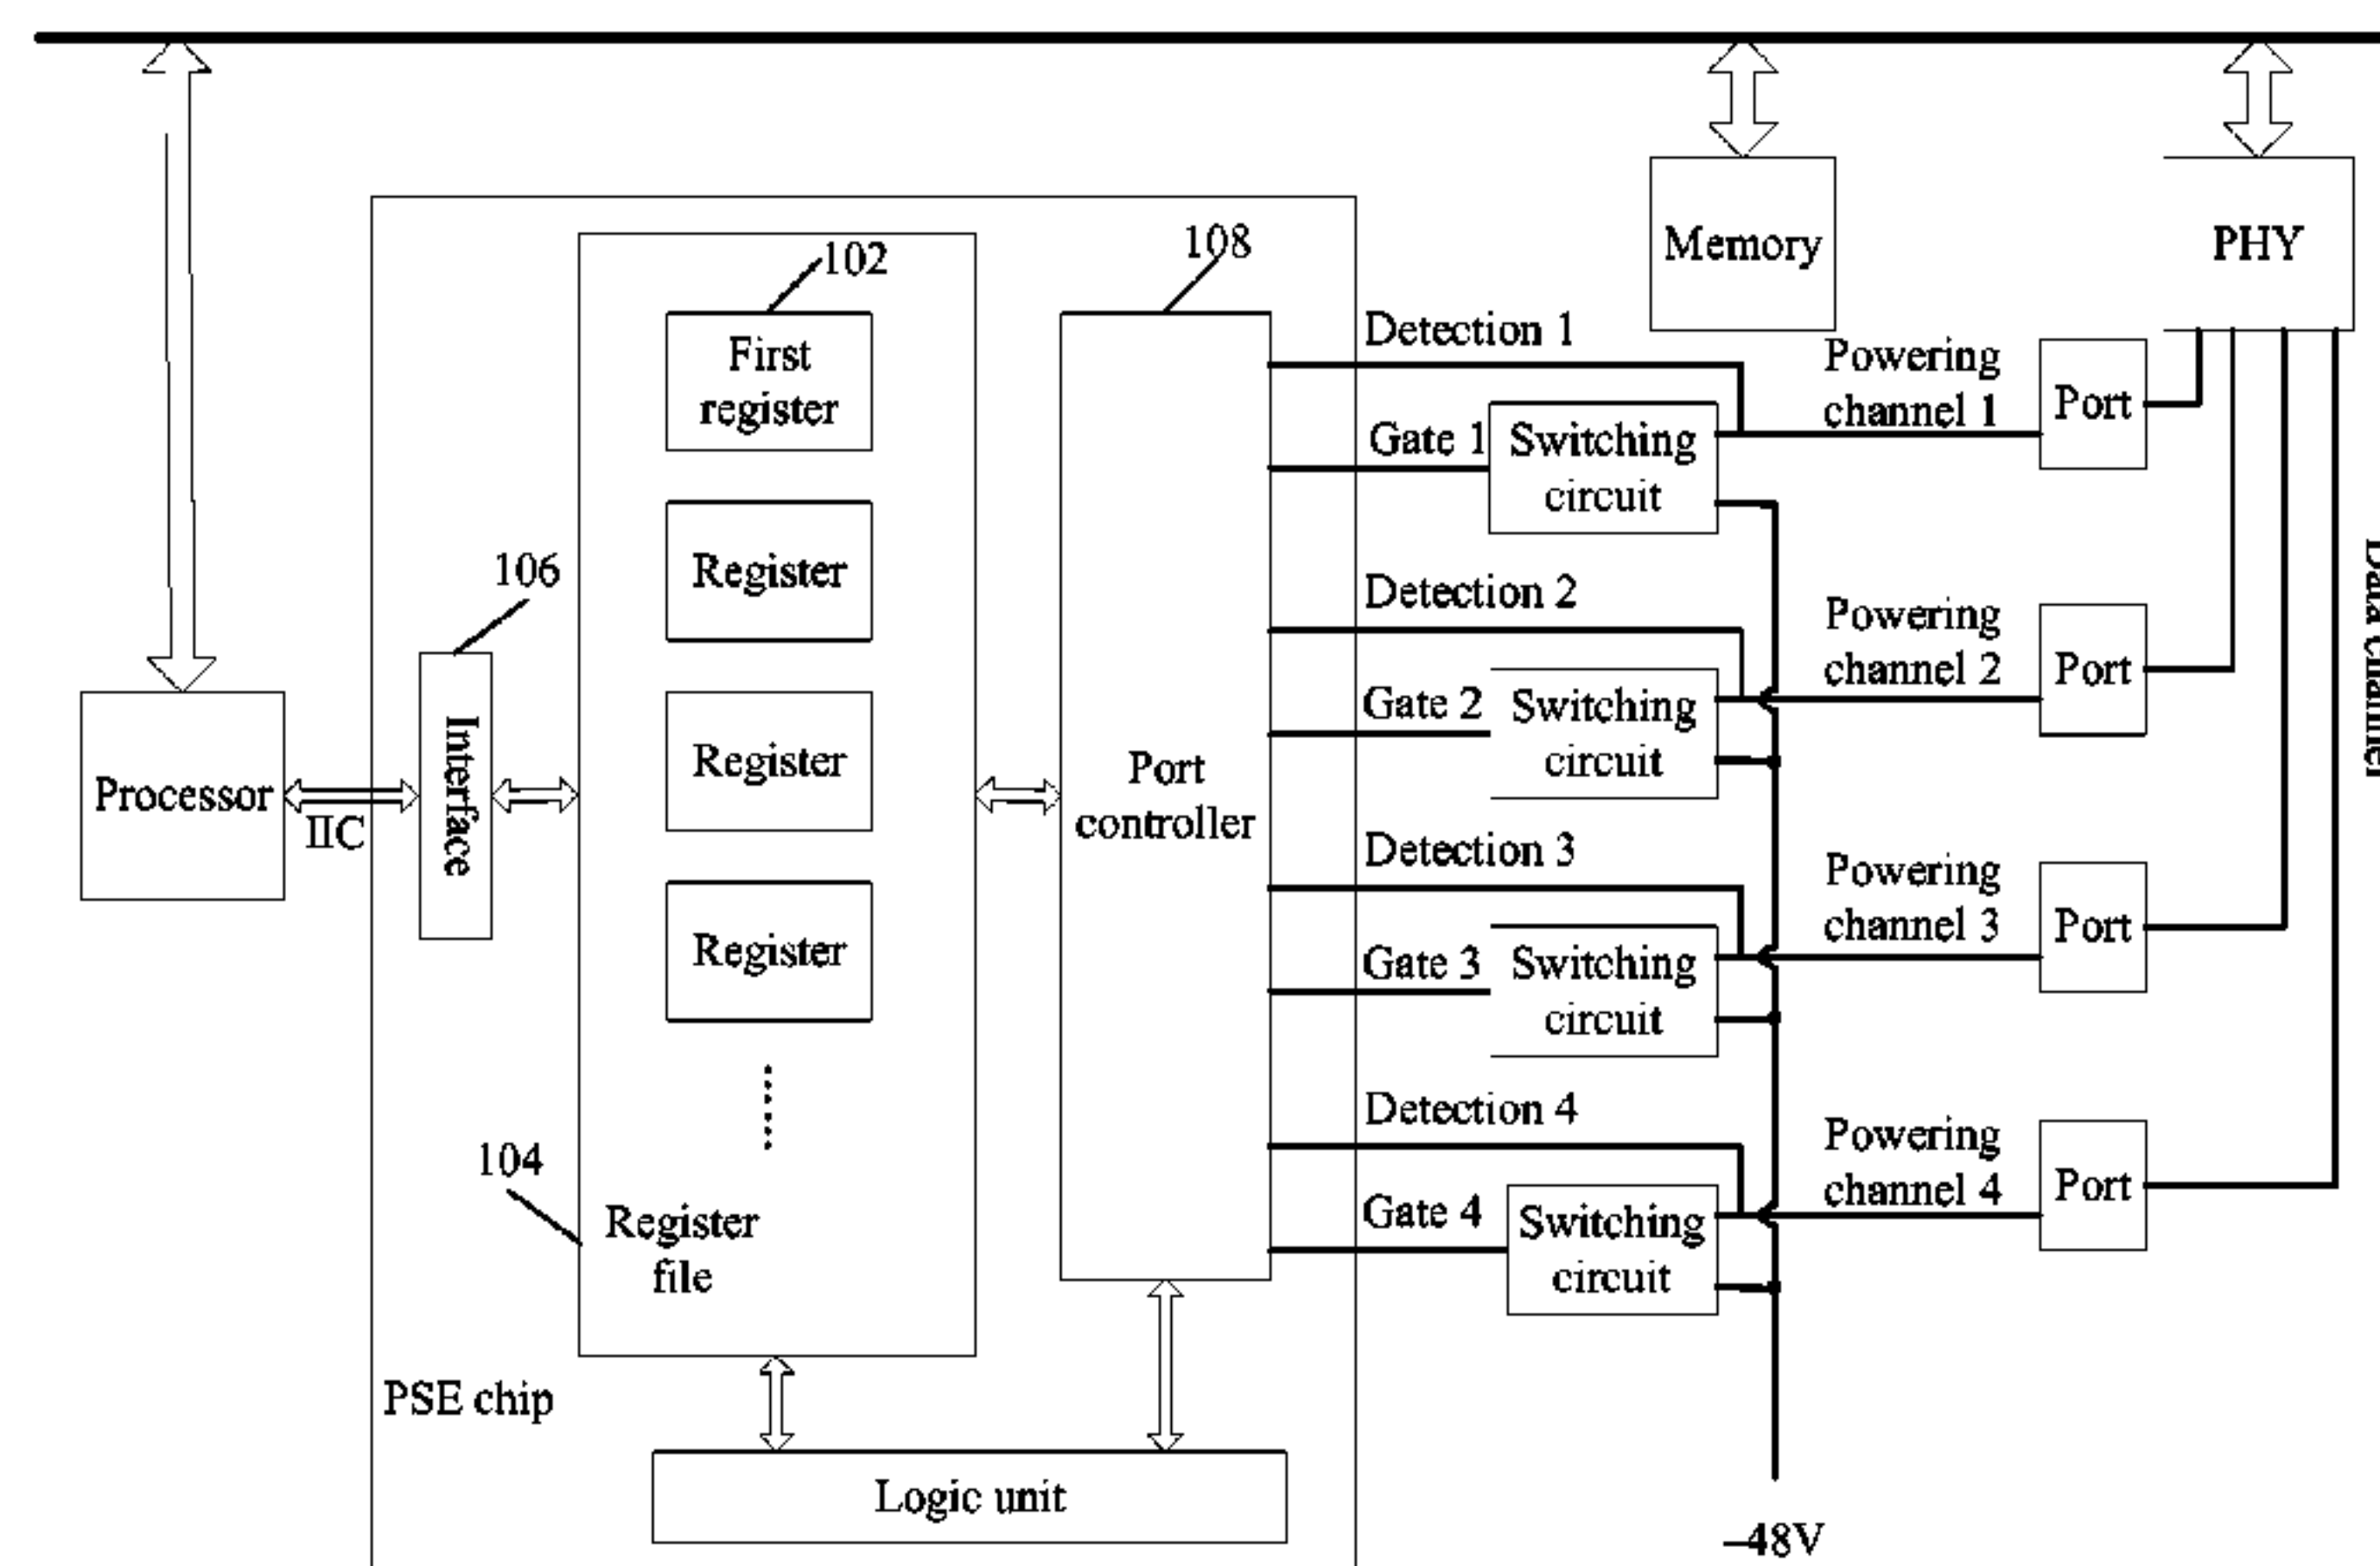 102
108
First
register
Register
Register
Register
106
Interface
Processor
IIC
104
Register
file
PSE chip
Logic unit
Port
controller
Memory
PHY
Detection 1
Gate 1
Switching
circuit
Powering
channel 1
Port
Detection 2
Gate 2
Switching
circuit
Powering
channel 2
Port
Detection 3
Gate 3
Switching
circuit
Powering
channel 3
Port
Detection 4
Gate 4
Switching
circuit
Powering
channel 4
Port
Data channel
–48V